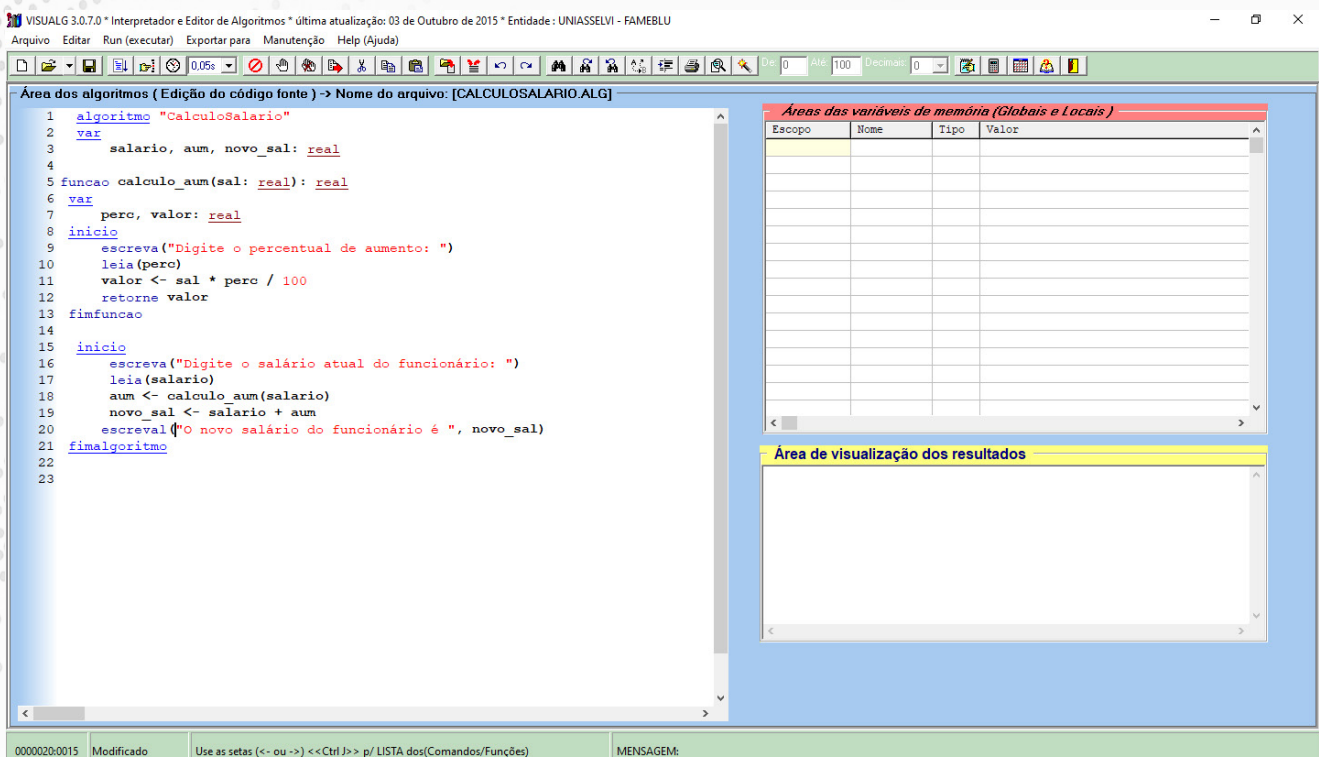 VISUALG 3.0.7.0 * Interpretador e Editor de Algoritmos * última atualização: 03 de Outubro de 2015 * Entidade : UNIASSELVI - FAMEBLU
Arquivo Editar Run (executar) Exportar para Manutenção Help (Ajuda)
0,05s De: 0 Até: 100 Decimais: 0
Área dos algoritmos ( Edição do código fonte ) -> Nome do arquivo: [CALCULOSALARIO.ALG]
1 algoritmo "CalculoSalario"
2 var
3 salario, aum, novo_sal: real
4
5 funcao calculo_aum(sal: real): real
6 var
7 perc, valor: real
8 inicio
9 escreva("Digite o percentual de aumento: ")
10 leia(perc)
11 valor <- sal * perc / 100
12 retorne valor
13 fimfuncao
14
15 inicio
16 escreva("Digite o salário atual do funcionário: ")
17 leia(salario)
18 aum <- calculo_aum(salario)
19 novo_sal <- salario + aum
20 escreval("O novo salário do funcionário é ", novo_sal)
21 fimalgoritmo
22
23
Áreas das variáveis de memória (Globais e Locais )
Escopo Nome Tipo Valor
Área de visualização dos resultados
0000020:0015 Modificado Use as setas (<- ou ->) <<Ctrl J>> p/ LISTA dos(Comandos/Funções) MENSAGEM: